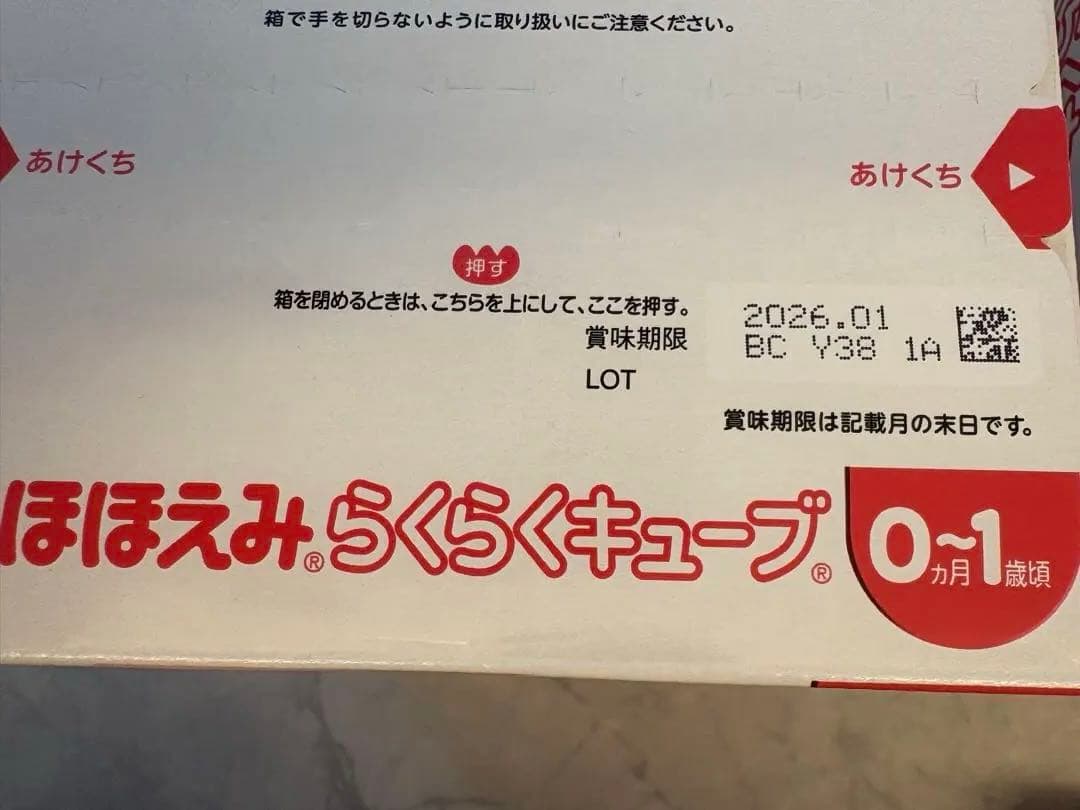 箱で手を切らないように取り扱いにご注意ください。
あけくち
あけくち
押す
箱を閉めるときは、こちらを上にして、ここを押す。
賞味期限 2026.01
LOT BC Y38 1A
賞味期限は記載月の末日です。
ほほえみ®らくらくキューブ®
0ヵ月~1歳頃